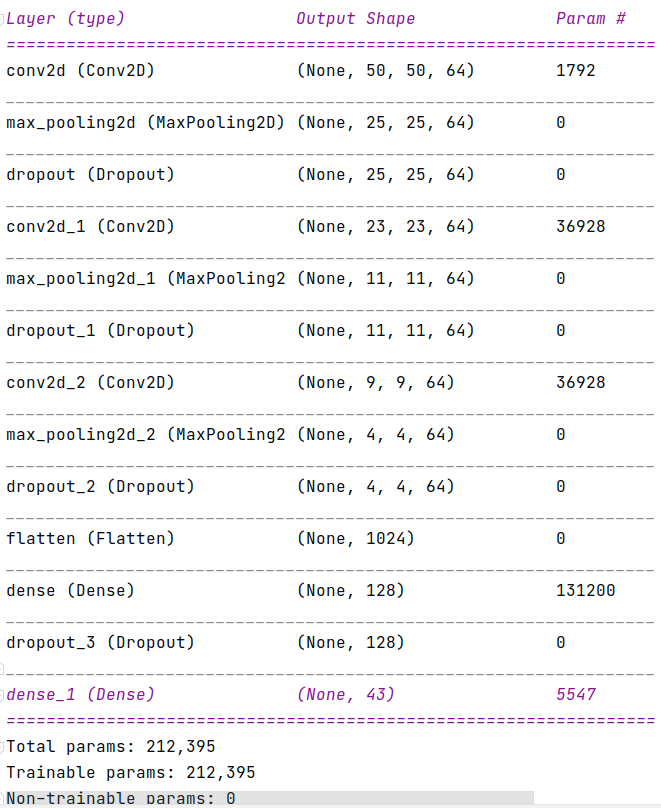 Layer (type)                 Output Shape              Param #
=================================================================
conv2d (Conv2D)              (None, 50, 50, 64)        1792
_________________________________________________________________
max_pooling2d (MaxPooling2D) (None, 25, 25, 64)        0
_________________________________________________________________
dropout (Dropout)            (None, 25, 25, 64)        0
_________________________________________________________________
conv2d_1 (Conv2D)            (None, 23, 23, 64)        36928
_________________________________________________________________
max_pooling2d_1 (MaxPooling2 (None, 11, 11, 64)        0
_________________________________________________________________
dropout_1 (Dropout)          (None, 11, 11, 64)        0
_________________________________________________________________
conv2d_2 (Conv2D)            (None, 9, 9, 64)          36928
_________________________________________________________________
max_pooling2d_2 (MaxPooling2 (None, 4, 4, 64)          0
_________________________________________________________________
dropout_2 (Dropout)          (None, 4, 4, 64)          0
_________________________________________________________________
flatten (Flatten)            (None, 1024)              0
_________________________________________________________________
dense (Dense)                (None, 128)               131200
_________________________________________________________________
dropout_3 (Dropout)          (None, 128)               0
_________________________________________________________________
dense_1 (Dense)              (None, 43)                5547
=================================================================
Total params: 212,395
Trainable params: 212,395
Non-trainable params: 0